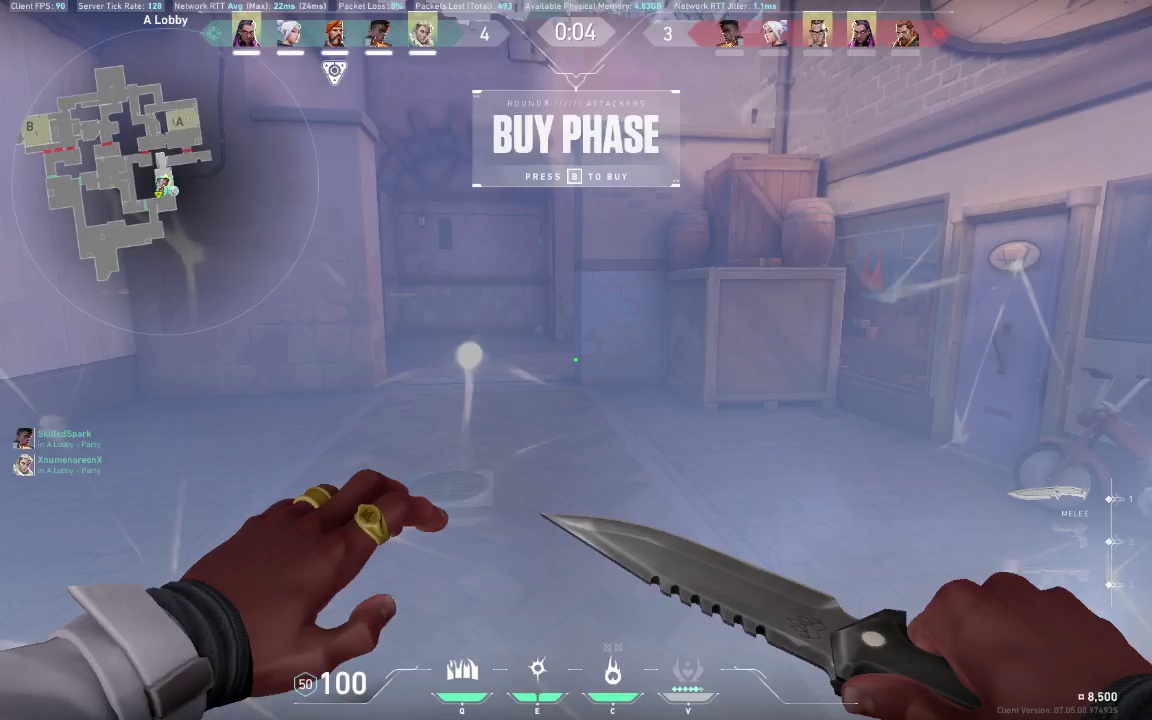 Client FPS: 90 Server Tick Rate: 128 Network RTT Avg (Max): 22ms (24ms) Packet Loss: 0% Packets Lost (Total): 493 Available Physical Memory: 4.83GB Network RTT Jitter: 1.1ms
A Lobby
4 0:04 3
ROUND 8 ////// ATTACKERS
BUY PHASE
PRESS B TO BUY
B
A
SkilledSpark
in A Lobby - Party
XnumenoreonX
in A Lobby - Party
1
MELEE
2
3
50 100
Q E C V
¤ 8,500
Client Version: 07.05.00.974935